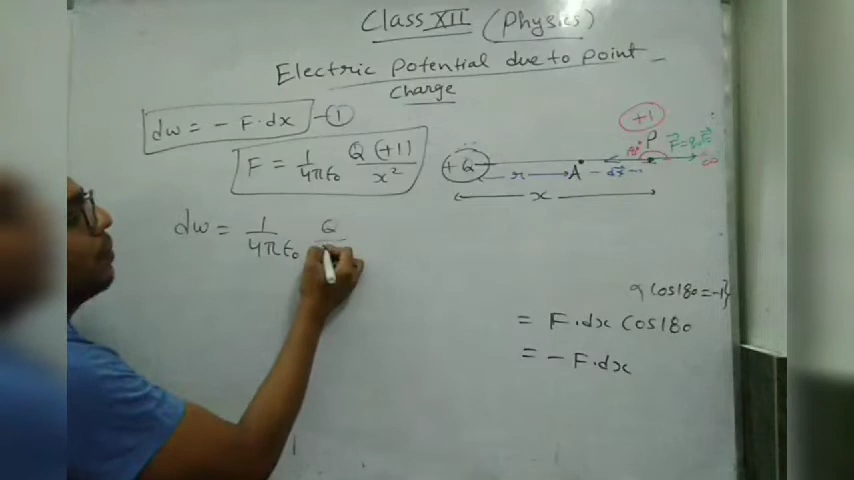 Class XII (Physics)
Electric Potential due to point
Charge
dw = - F.dx -①
+1
F = 1/4πε₀ Q(+1)/x²
+Q
P
F⃗=q₀E⃗
∞
r
A
x
dw = 1/4πε₀ Q
{ Cos180 = -1}
= F.dx Cos180
= - F.dx